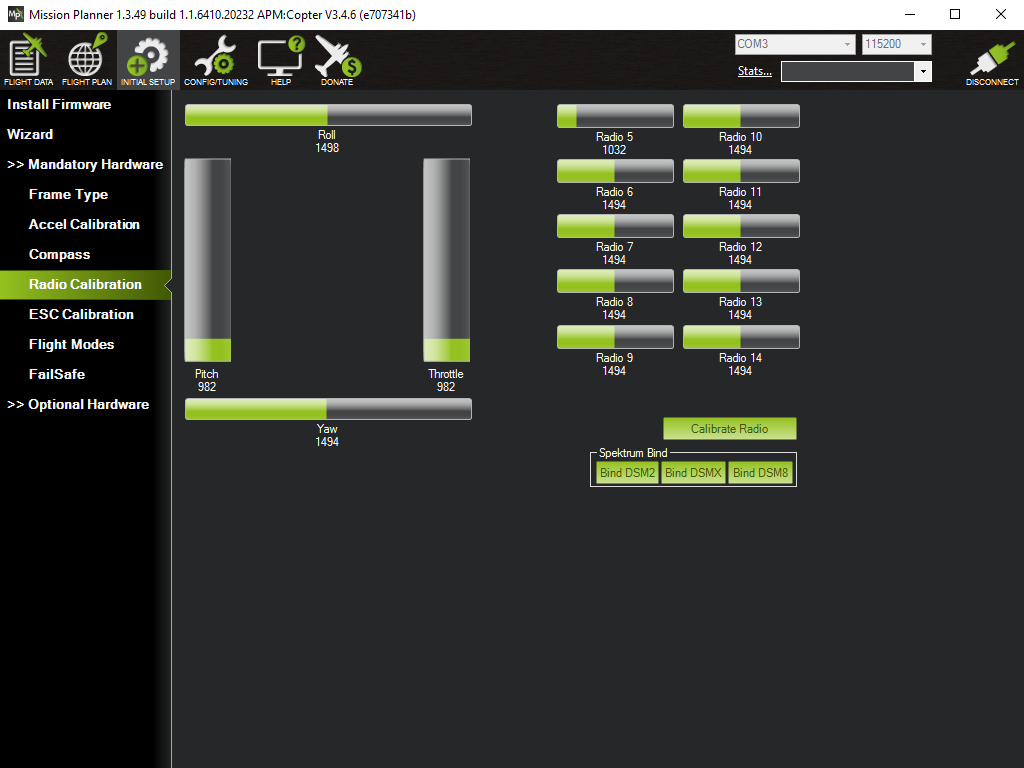 Mission Planner 1.3.49 build 1.1.6410.20232 APM:Copter V3.4.6 (e707341b)
FLIGHT DATA FLIGHT PLAN INITIAL SETUP CONFIG/TUNING HELP DONATE
COM3 115200
Stats...
DISCONNECT
Install Firmware
Wizard
>> Mandatory Hardware
Frame Type
Accel Calibration
Compass
Radio Calibration
ESC Calibration
Flight Modes
FailSafe
>> Optional Hardware
Roll
1498
Pitch
982
Throttle
982
Yaw
1494
Radio 5
1032
Radio 10
1494
Radio 6
1494
Radio 11
1494
Radio 7
1494
Radio 12
1494
Radio 8
1494
Radio 13
1494
Radio 9
1494
Radio 14
1494
Calibrate Radio
Spektrum Bind
Bind DSM2 Bind DSMX Bind DSM8